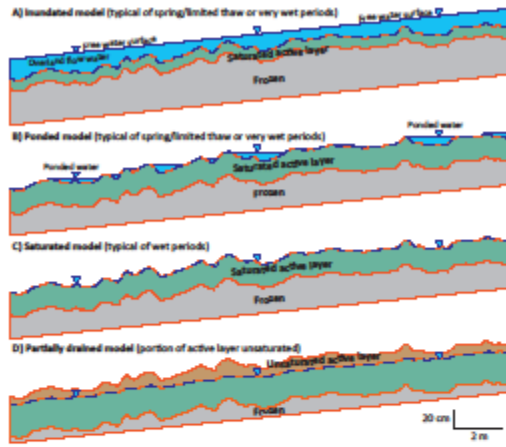 A) Inundated model (typical of spring/limited thaw or very wet periods)
Free water surface
Free water surface
Overland flow water
Saturated active layer
Frozen
B) Ponded model (typical of spring/limited thaw or very wet periods)
Ponded water
Ponded water
Saturated active layer
Frozen
C) Saturated model (typical of wet periods)
Saturated active layer
Frozen
D) Partially drained model (portion of active layer unsaturated)
Unsaturated active layer
Frozen
20 cm
2 m